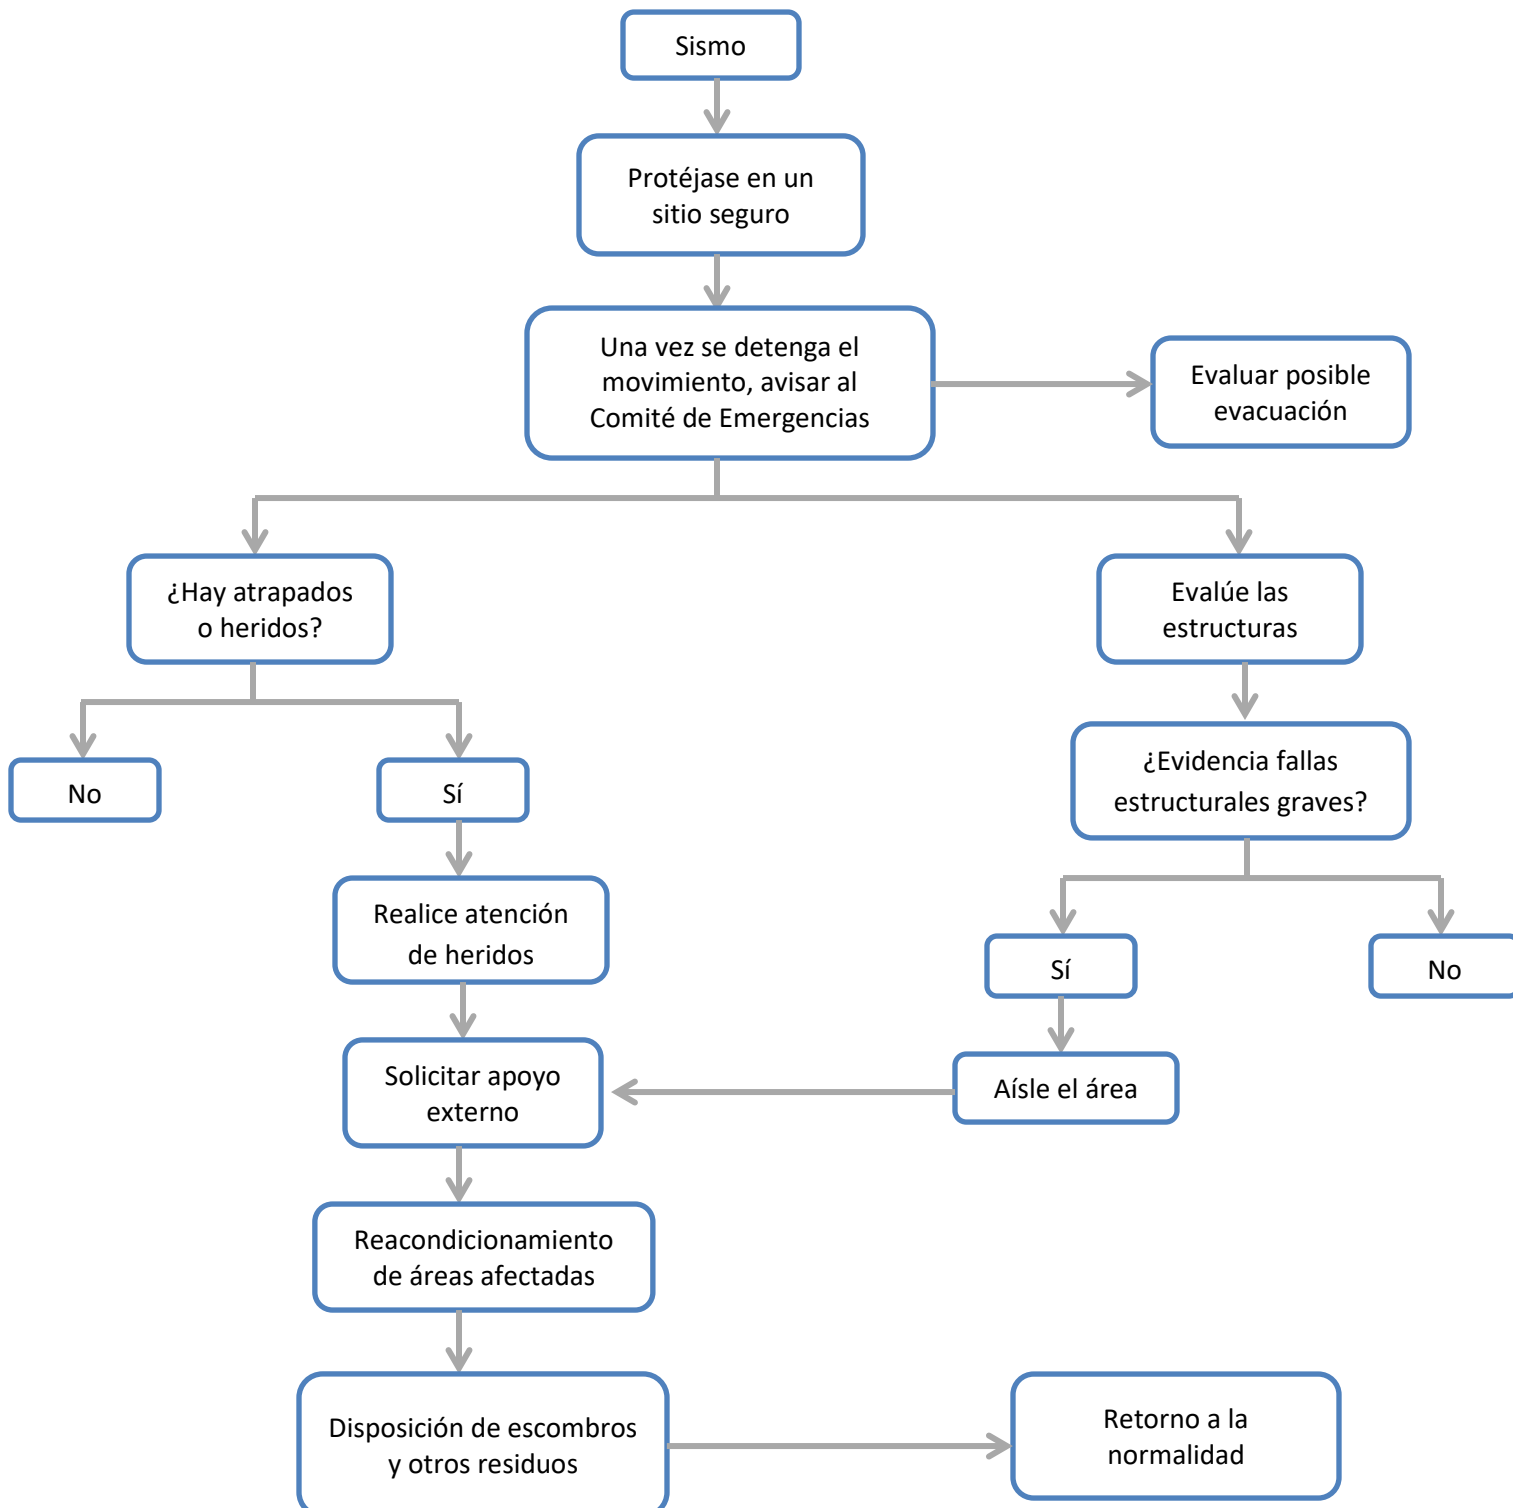 Sismo
Protéjase en un
sitio seguro
Una vez se detenga el
movimiento, avisar al
Comité de Emergencias
Evaluar posible
evacuación
¿Hay atrapados
o heridos?
Evalúe las
estructuras
No
Sí
¿Evidencia fallas
estructurales graves?
Realice atención
de heridos
Sí
No
Solicitar apoyo
externo
Aísle el área
Reacondicionamiento
de áreas afectadas
Disposición de escombros
y otros residuos
Retorno a la
normalidad